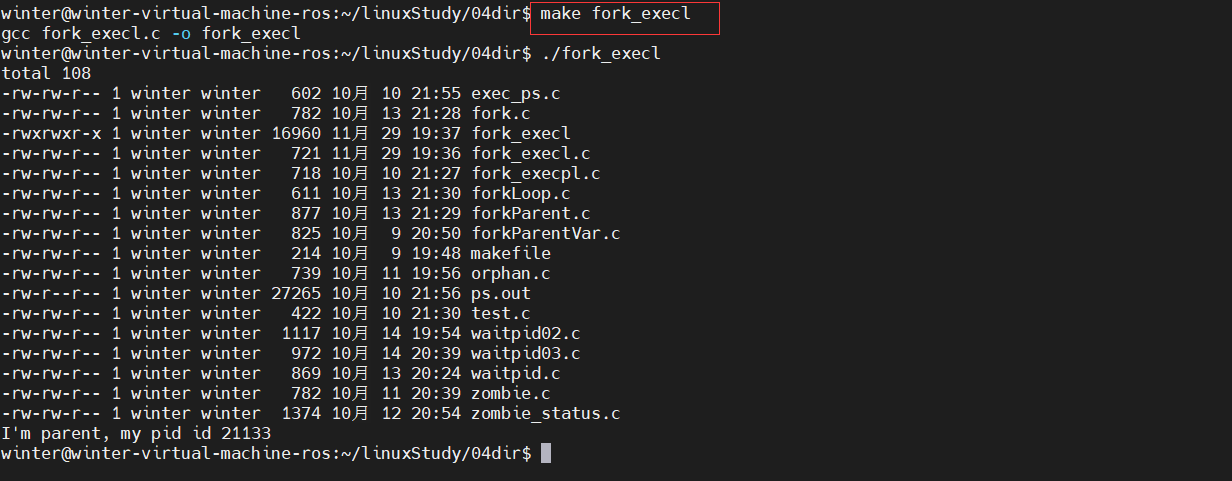 winter@winter-virtual-machine-ros:~/linuxStudy/04dir$ make fork_execl
gcc fork_execl.c -o fork_execl
winter@winter-virtual-machine-ros:~/linuxStudy/04dir$ ./fork_execl
total 108
-rw-rw-r-- 1 winter winter   602 10月 10 21:55 exec_ps.c
-rw-rw-r-- 1 winter winter   782 10月 13 21:28 fork.c
-rwxrwxr-x 1 winter winter 16960 11月 29 19:37 fork_execl
-rw-rw-r-- 1 winter winter   721 11月 29 19:36 fork_execl.c
-rw-rw-r-- 1 winter winter   718 10月 10 21:27 fork_execpl.c
-rw-rw-r-- 1 winter winter   611 10月 13 21:30 forkLoop.c
-rw-rw-r-- 1 winter winter   877 10月 13 21:29 forkParent.c
-rw-rw-r-- 1 winter winter   825 10月  9 20:50 forkParentVar.c
-rw-rw-r-- 1 winter winter   214 10月  9 19:48 makefile
-rw-rw-r-- 1 winter winter   739 10月 11 19:56 orphan.c
-rw-r--r-- 1 winter winter 27265 10月 10 21:56 ps.out
-rw-rw-r-- 1 winter winter   422 10月 10 21:30 test.c
-rw-rw-r-- 1 winter winter  1117 10月 14 19:54 waitpid02.c
-rw-rw-r-- 1 winter winter   972 10月 14 20:39 waitpid03.c
-rw-rw-r-- 1 winter winter   869 10月 13 20:24 waitpid.c
-rw-rw-r-- 1 winter winter   782 10月 11 20:39 zombie.c
-rw-rw-r-- 1 winter winter  1374 10月 12 20:54 zombie_status.c
I'm parent, my pid id 21133
winter@winter-virtual-machine-ros:~/linuxStudy/04dir$